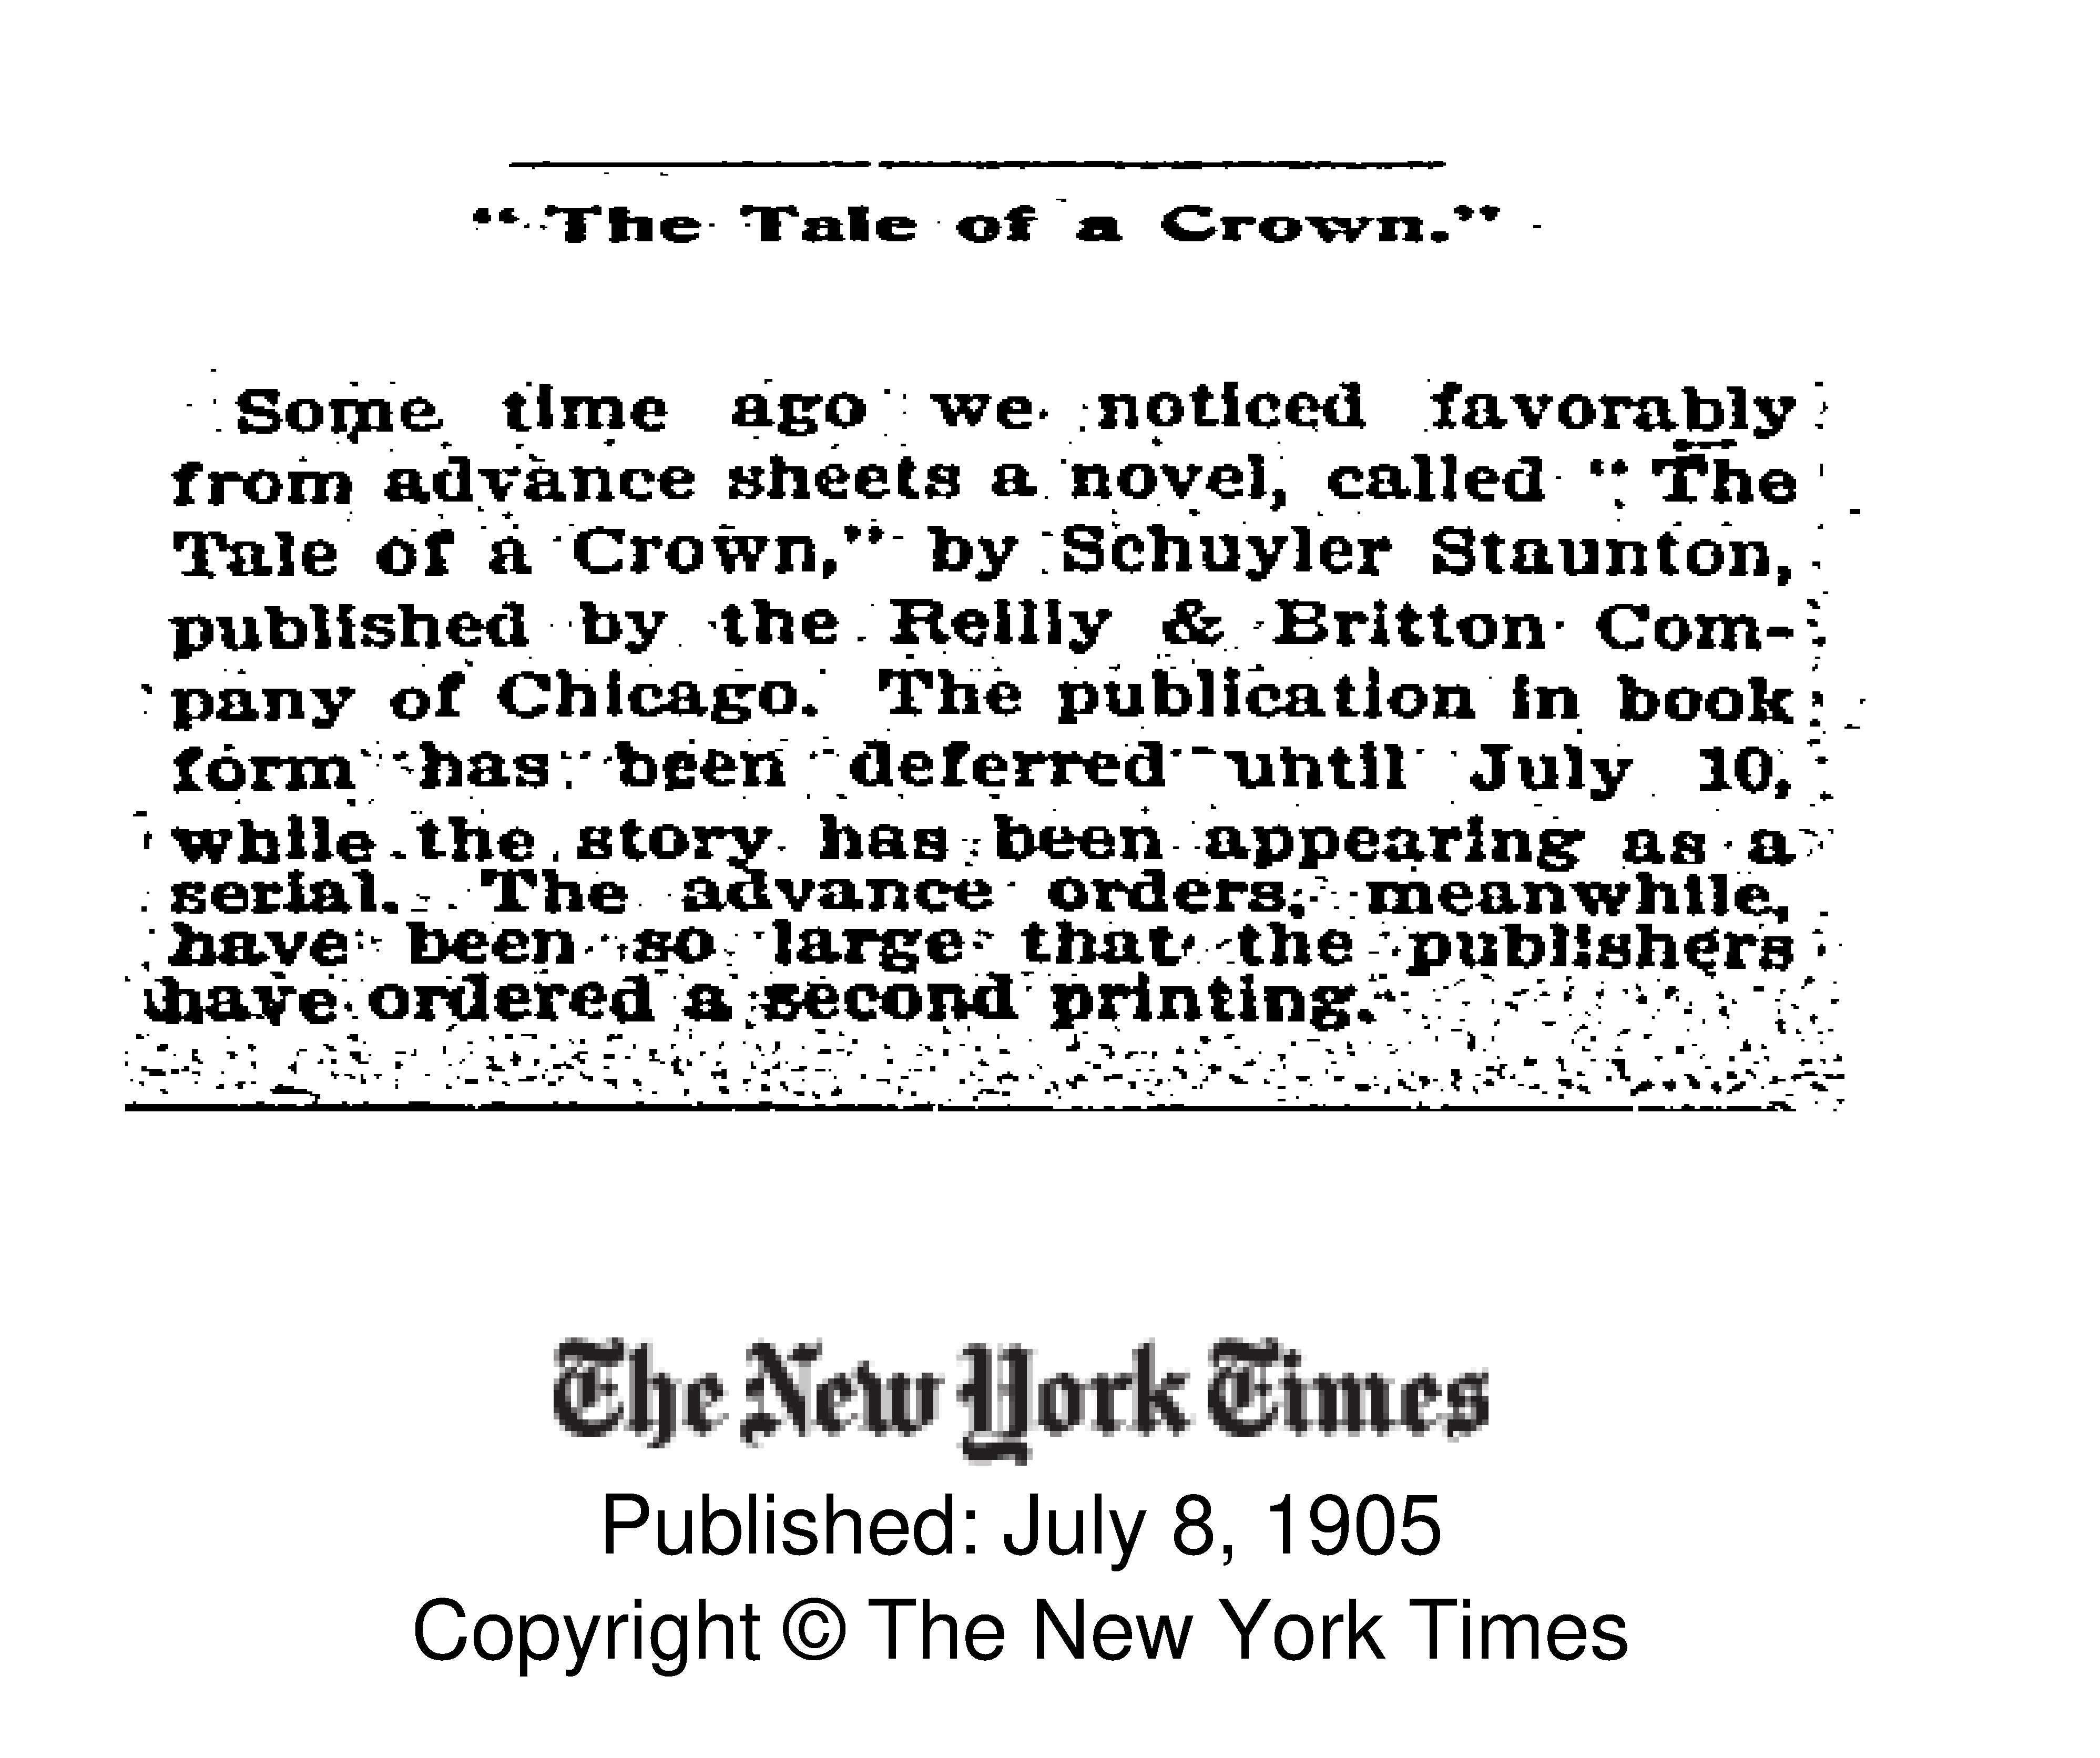 "The Tale of a Crown."
Some time ago we noticed favorably
from advance sheets a novel, called "The
Tale of a Crown," by Schuyler Staunton,
published by the Reilly & Britton Com-
pany of Chicago. The publication in book
form has been deferred until July 10,
while the story has been appearing as a
serial. The advance orders, meanwhile,
have been so large that the publishers
have ordered a second printing.
The New York Times
Published: July 8, 1905
Copyright © The New York Times